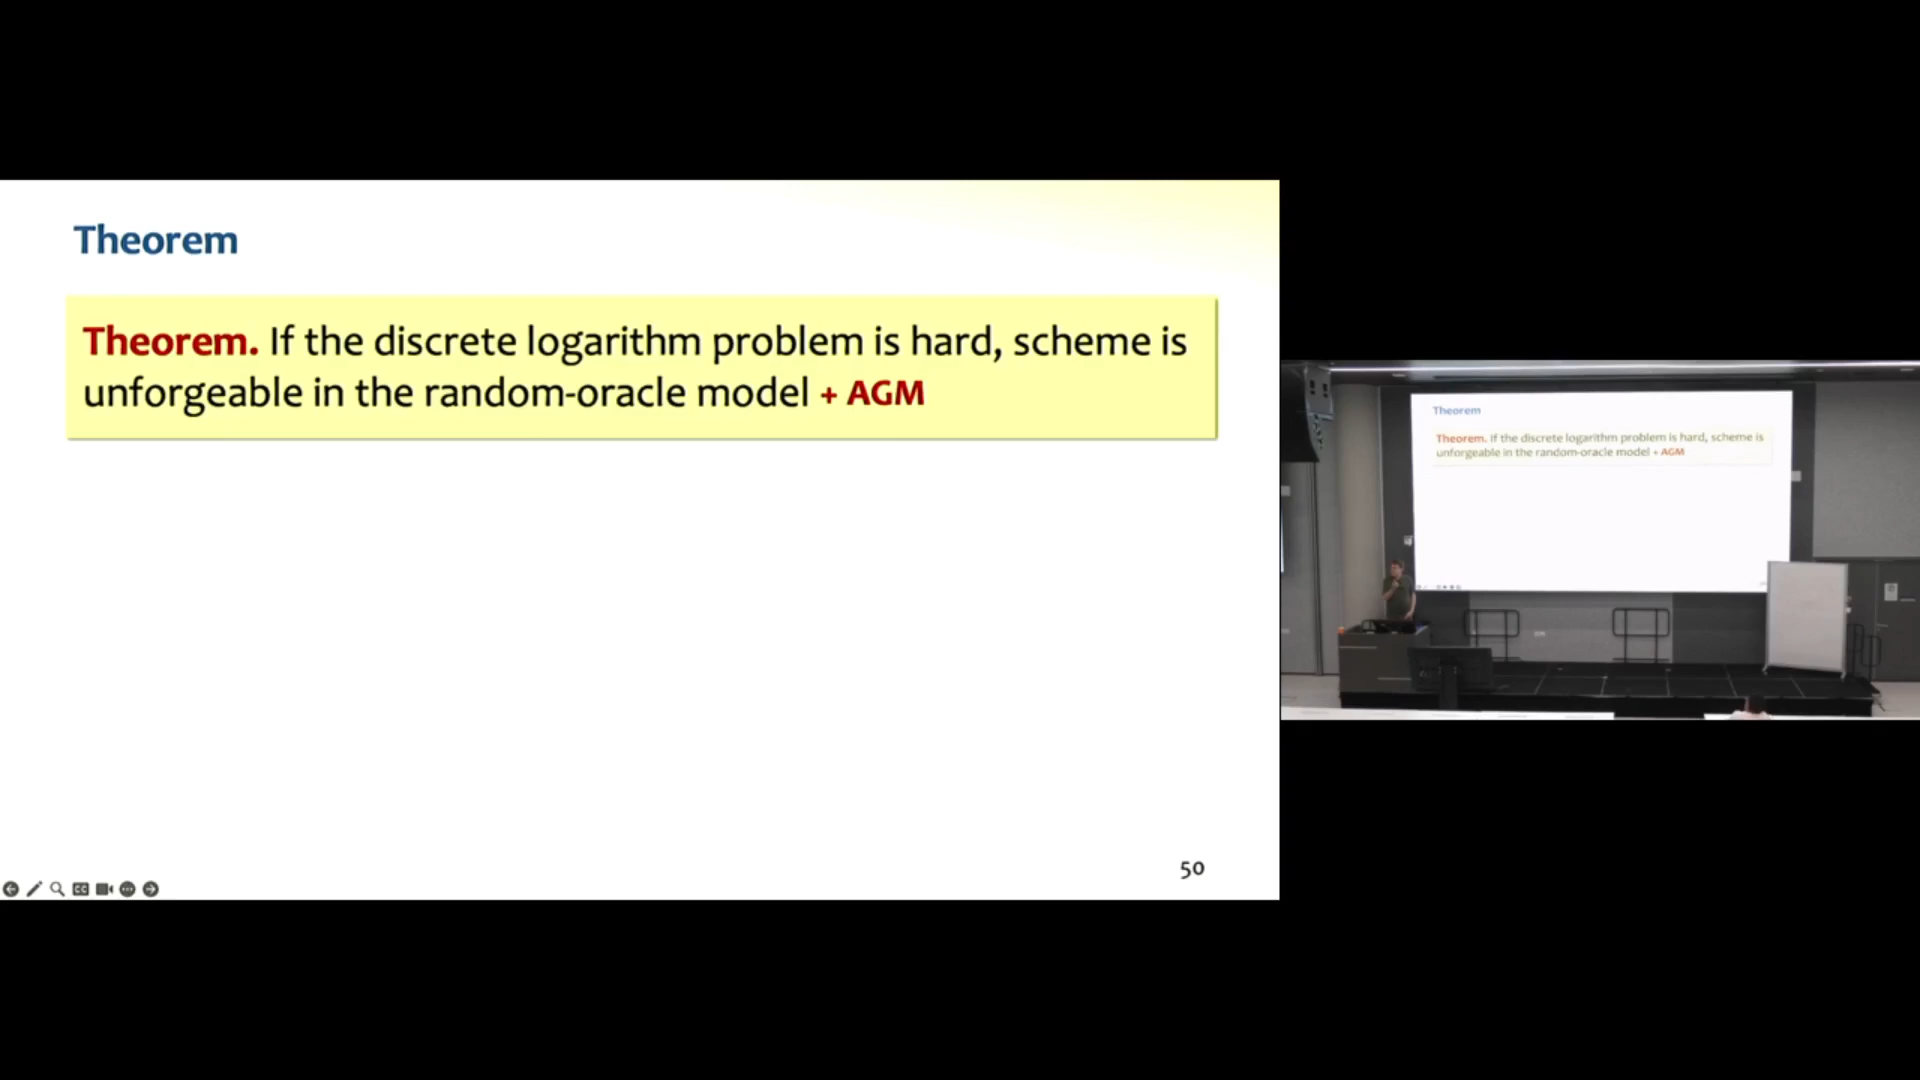 Theorem
Theorem. If the discrete logarithm problem is hard, scheme is
unforgeable in the random-oracle model + AGM
50
Theorem
Theorem. If the discrete logarithm problem is hard, scheme is
unforgeable in the random-oracle model + AGM